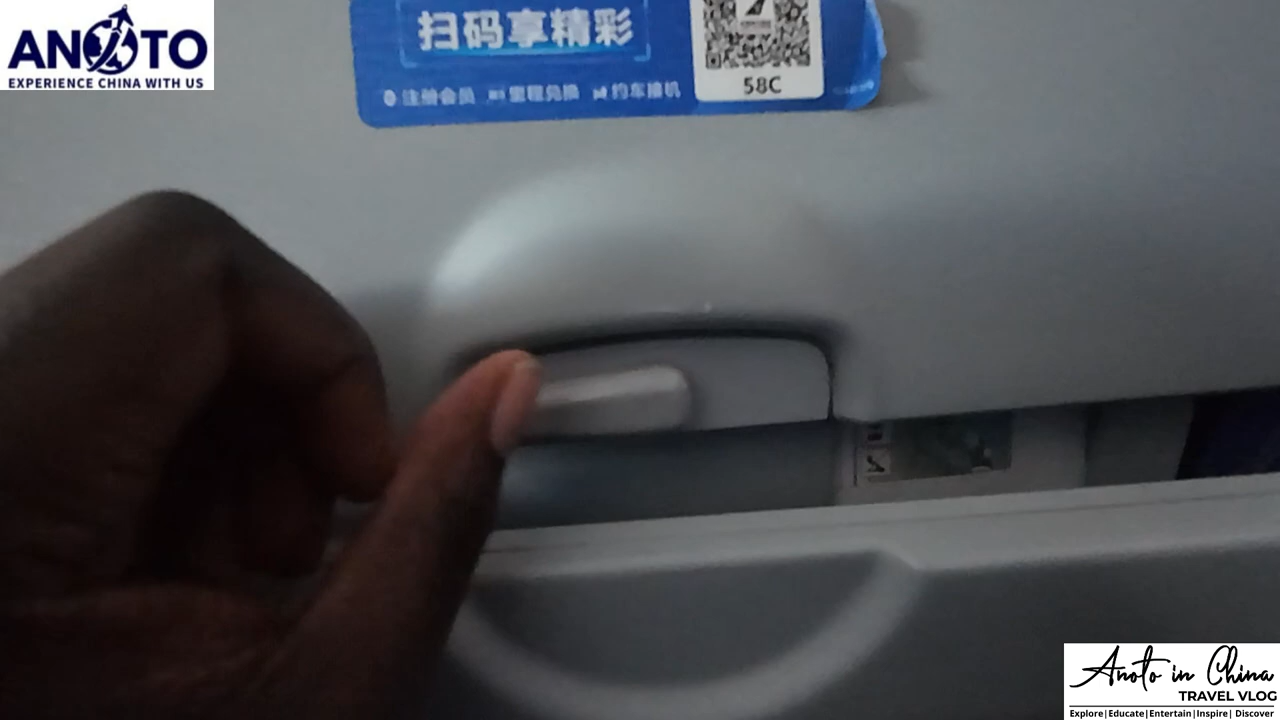 ANOTO
EXPERIENCE CHINA WITH US
扫码享精彩
注册会员 里程兑换 约车接机
58C
Anoto in China
TRAVEL VLOG
Explore|Educate|Entertain|Inspire| Discover